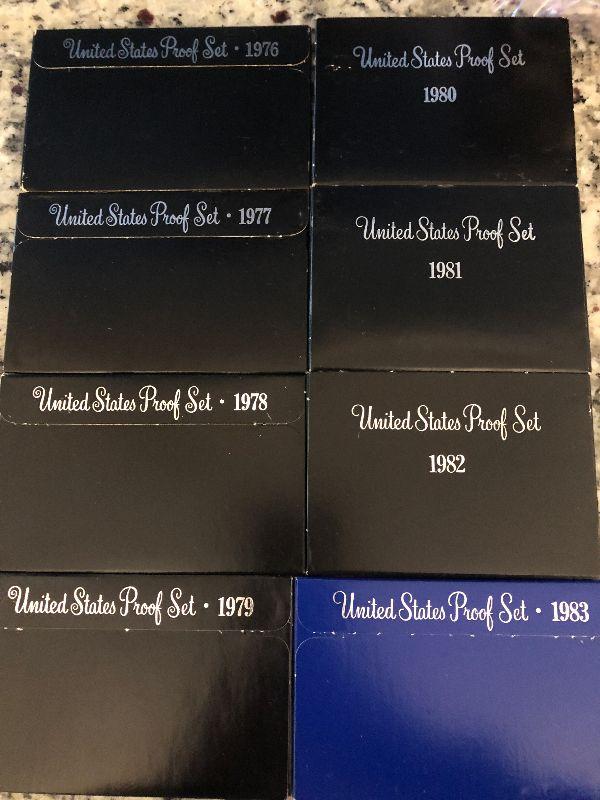 United States Proof Set • 1976
United States Proof Set • 1977
United States Proof Set • 1978
United States Proof Set • 1979
United States Proof Set
1980
United States Proof Set
1981
United States Proof Set
1982
United States Proof Set • 1983